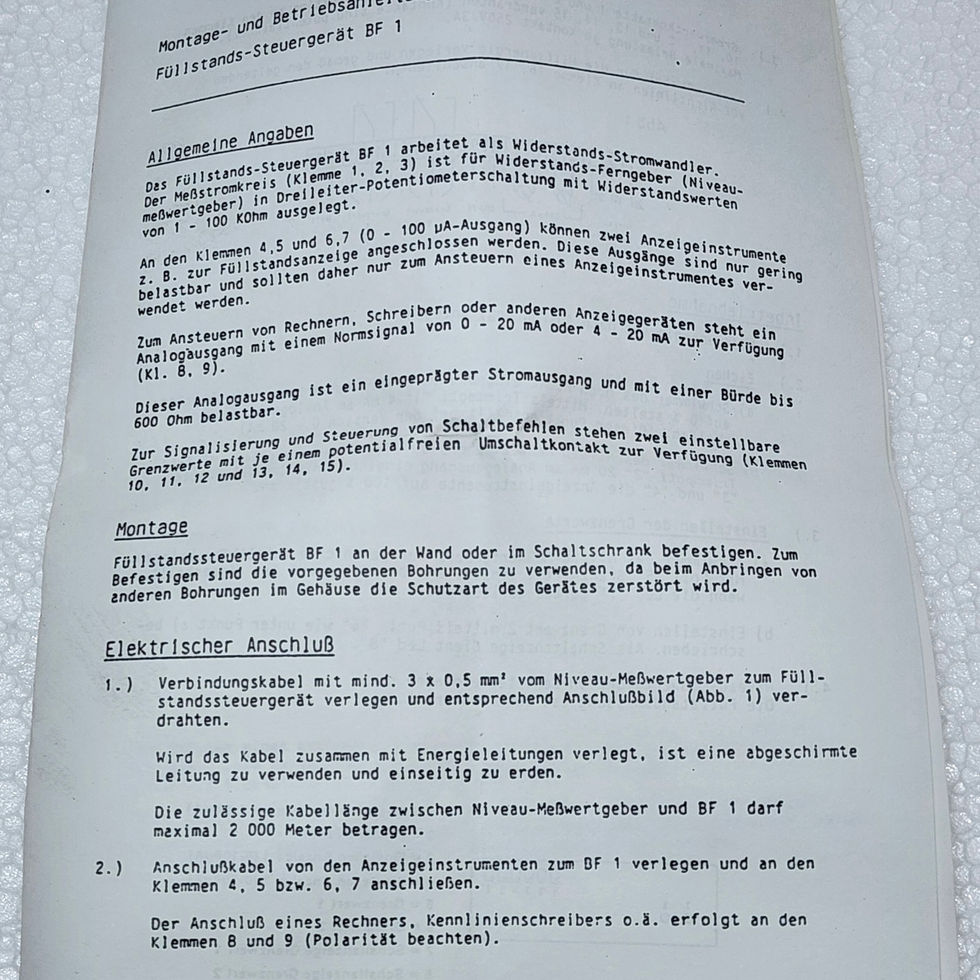 Montage- und
Füllstands-Steuergerät BF 1
Allgemeine Angaben
Das Füllstands-Steuergerät BF 1 arbeitet als Widerstands-Stromwandler.
Der Meßstromkreis (Klemme 1, 2, 3) ist für Widerstands-Ferngeber (Niveau-
meßwertgeber) in Dreileiter-Potentiometerschaltung mit Widerstandswerten
von 1 - 100 KOhm ausgelegt.
An den Klemmen 4,5 und 6,7 (0 - 100 µA-Ausgang) können zwei Anzeigeinstrumente
z. B. zur Füllstandsanzeige angeschlossen werden. Diese Ausgänge sind nur gering
belastbar und sollten daher nur zum Ansteuern eines Anzeigeinstrumentes ver-
wendet werden.
Zum Ansteuern von Rechnern, Schreibern oder anderen Anzeigegeräten steht ein
Analogausgang mit einem Normsignal von 0 - 20 mA oder 4 - 20 mA zur Verfügung
(Kl. 8, 9).
Dieser Analogausgang ist ein eingeprägter Stromausgang und mit einer Bürde bis
600 Ohm belastbar.
Zur Signalisierung und Steuerung von Schaltbefehlen stehen zwei einstellbare
Grenzwerte mit je einem potentialfreien Umschaltkontakt zur Verfügung (Klemmen
10, 11, 12 und 13, 14, 15).
Montage
Füllstandssteuergerät BF 1 an der Wand oder im Schaltschrank befestigen. Zum
Befestigen sind die vorgegebenen Bohrungen zu verwenden, da beim Anbringen von
anderen Bohrungen im Gehäuse die Schutzart des Gerätes zerstört wird.
Elektrischer Anschluß
1.) Verbindungskabel mit mind. 3 x 0,5 mm² vom Niveau-Meßwertgeber zum Füll-
standssteuergerät verlegen und entsprechend Anschlußbild (Abb. 1) ver-
drahten.
Wird das Kabel zusammen mit Energieleitungen verlegt, ist eine abgeschirmte
Leitung zu verwenden und einseitig zu erden.
Die zulässige Kabellänge zwischen Niveau-Meßwertgeber und BF 1 darf
maximal 2 000 Meter betragen.
2.) Anschlußkabel von den Anzeigeinstrumenten zum BF 1 verlegen und an den
Klemmen 4, 5 bzw. 6, 7 anschließen.
Der Anschluß eines Rechners, Kennlinienschreibers o.ä. erfolgt an den
Klemmen 8 und 9 (Polarität beachten).